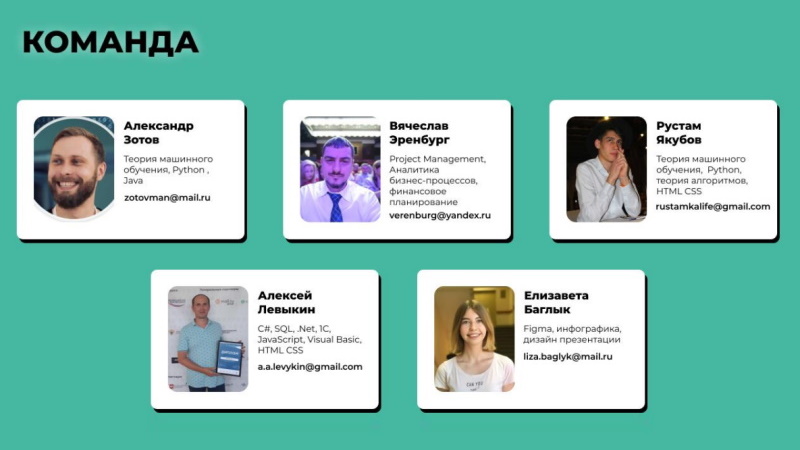 КОМАНДА
Александр
Зотов
Теория машинного
обучения, Python ,
Java
zotovman@mail.ru
Вячеслав
Эренбург
Project Management,
Аналитика
бизнес-процессов,
финансовое
планирование
verenburg@yandex.ru
Рустам
Якубов
Теория машинного
обучения, Python,
теория алгоритмов,
HTML CSS
rustamkalife@gmail.com
Алексей
Левыкин
C#, SQL, .Net, 1C,
JavaScript, Visual Basic,
HTML CSS
a.a.levykin@gmail.com
Елизавета
Баглык
Figma, инфографика,
дизайн презентации
liza.baglyk@mail.ru